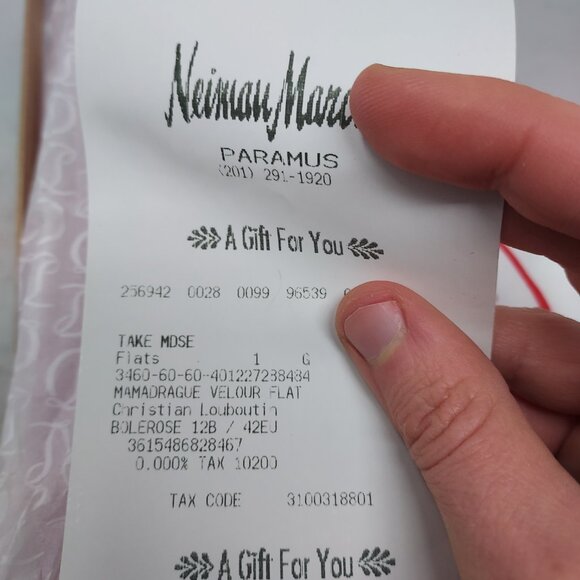 Neiman Marc
PARAMUS
(201) 291-1920
A Gift For You
256942 0028 0099 96539
TAKE MDSE
Flats 1 G
3460-60-60-401227288484
MAMADRAGUE VELOUR FLAT
Christian Louboutin
BOLEROSE 12B / 42EU
3615486828467
0.000% TAX 10200
TAX CODE 3100318801
A Gift For You